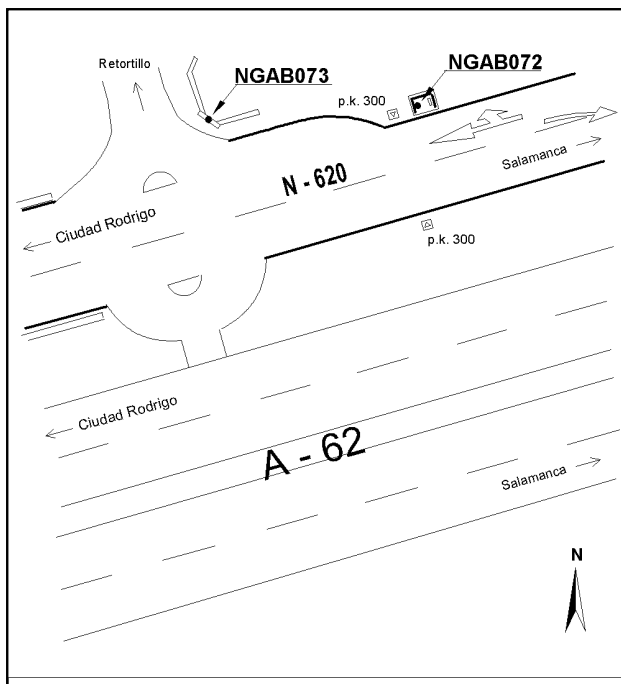 Retortillo
NGAB073
NGAB072
p.k. 300
N - 620
Salamanca
Ciudad Rodrigo
p.k. 300
Ciudad Rodrigo
A - 62
Salamanca
N